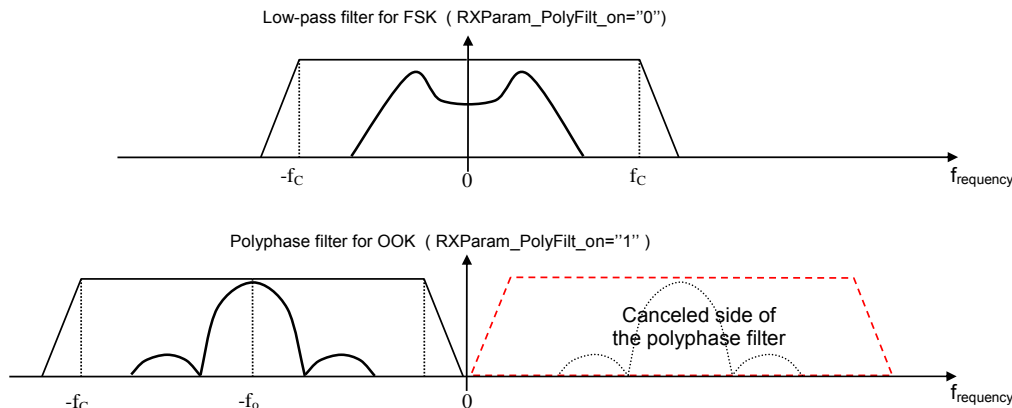 Low-pass filter for FSK ( RXParam_PolyFilt_on=''0'')
-fC
0
fC
frequency
Polyphase filter for OOK ( RXParam_PolyFilt_on=''1'' )
Canceled side of
the polyphase filter
-fC
-fo
0
frequency